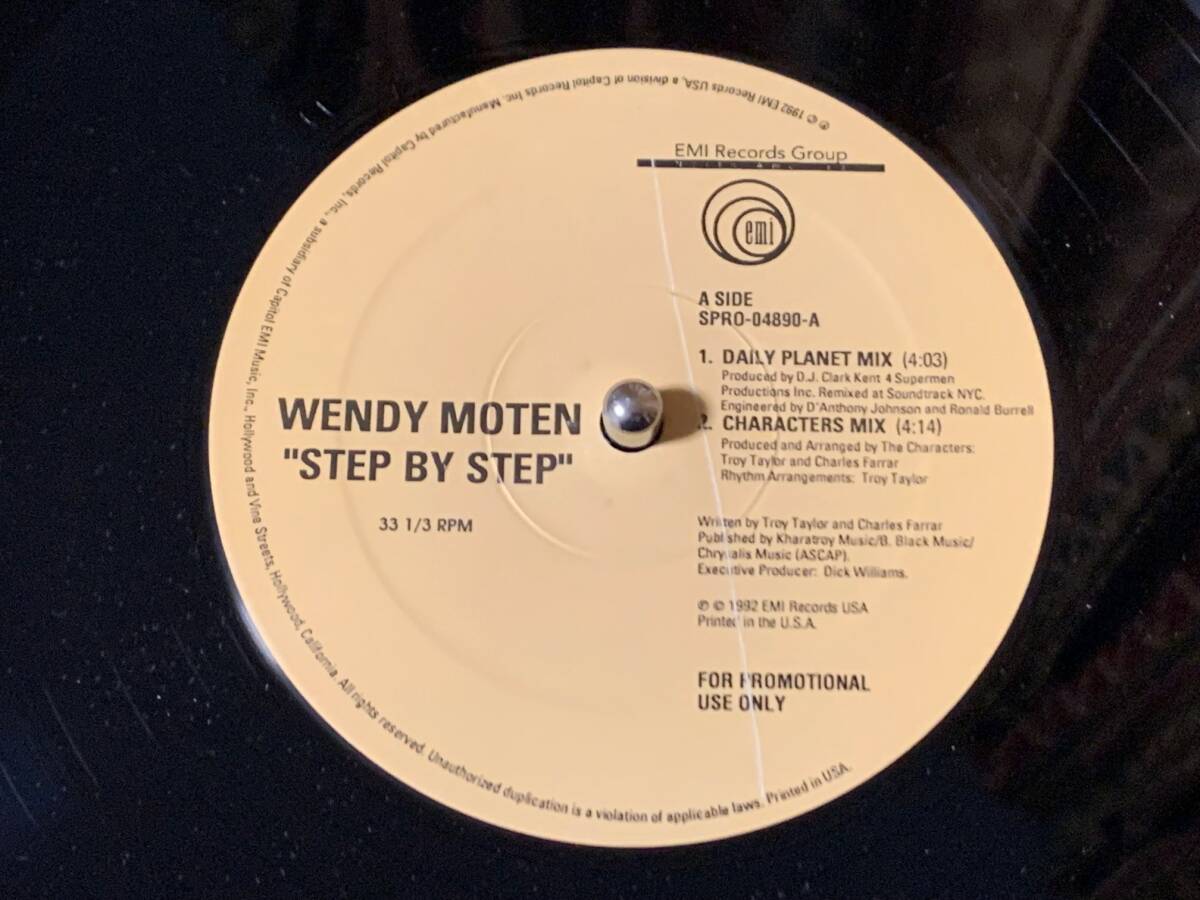 EMI Records Group
emi
A SIDE
SPRO-04890-A
1. DAILY PLANET MIX (4:03)
Produced by D.J. Clark Kent 4 Supermen
Productions Inc. Remixed at Soundtrack NYC.
Engineered by D'Anthony Johnson and Ronald Burrell
2. CHARACTERS MIX (4:14)
Produced and Arranged by The Characters:
Troy Taylor and Charles Farrar
Rhythm Arrangements: Troy Taylor
WENDY MOTEN
"STEP BY STEP"
33 1/3 RPM
Written by Troy Taylor and Charles Farrar
Published by Kharatroy Music/B. Black Music/
Chrysalis Music (ASCAP).
Executive Producer: Dick Williams.
℗ © 1992 EMI Records USA
Printed in the U.S.A.
FOR PROMOTIONAL
USE ONLY
℗ © 1992 EMI Records USA, a division of Capitol Records Inc. Manufactured by Capitol Records, Inc., a subsidiary of Capitol EMI Music, Inc., Hollywood and Vine Streets, Hollywood, California. All rights reserved. Unauthorized duplication is a violation of applicable laws. Printed in USA.